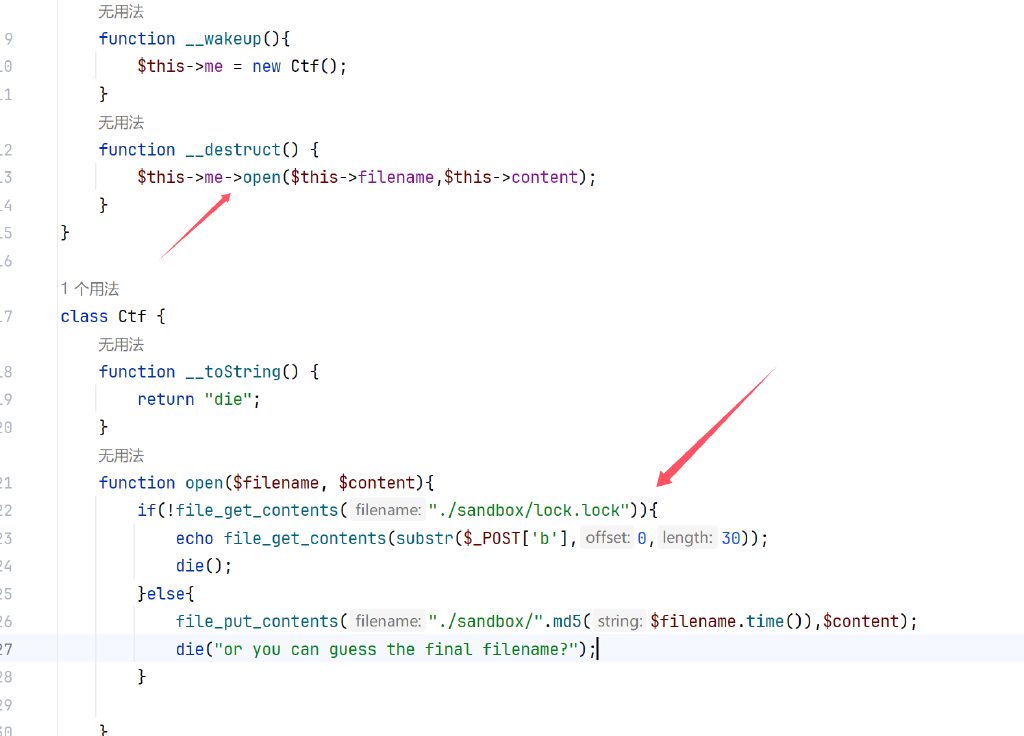 无用法
9 function __wakeup(){
10 $this->me = new Ctf();
11 }
无用法
12 function __destruct() {
13 $this->me->open($this->filename,$this->content);
14 }
15 }
16
1 个用法
17 class Ctf {
无用法
18 function __toString() {
19 return "die";
20 }
无用法
21 function open($filename, $content){
22 if(!file_get_contents( filename: "./sandbox/lock.lock")){
23 echo file_get_contents(substr($_POST['b'], offset: 0, length: 30));
24 die();
25 }else{
26 file_put_contents( filename: "./sandbox/".md5( string: $filename.time()),$content);
27 die("or you can guess the final filename?");
28 }
29
30 }